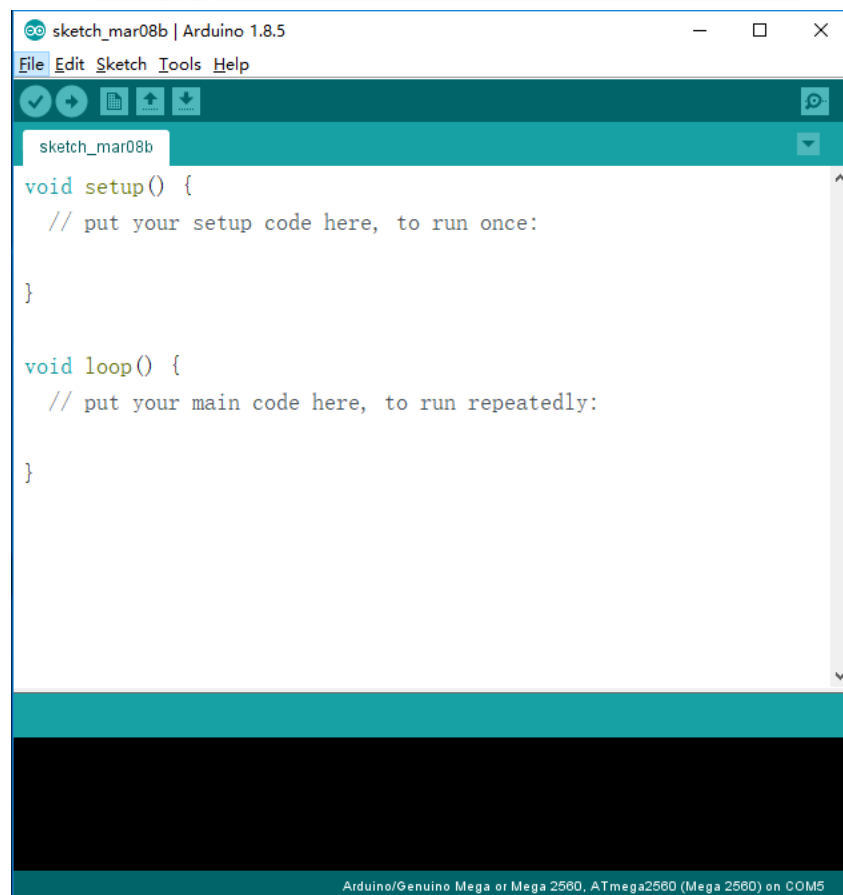 sketch_mar08b | Arduino 1.8.5
File Edit Sketch Tools Help
sketch_mar08b
void setup() {
  // put your setup code here, to run once:
}
void loop() {
  // put your main code here, to run repeatedly:
}
Arduino/Genuino Mega or Mega 2560, ATmega2560 (Mega 2560) on COM5